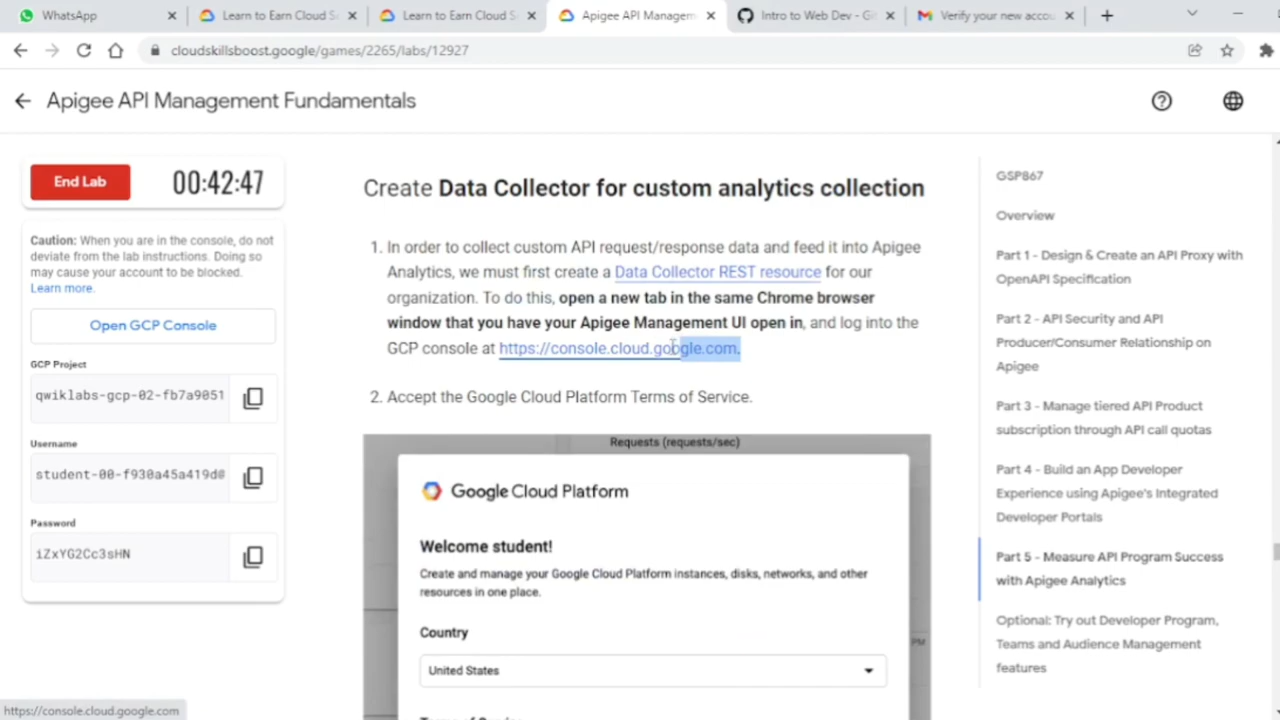 WhatsApp
Learn to Earn Cloud S
Learn to Earn Cloud S
Apigee API Managem
Intro to Web Dev - Gi
Verify your new accou
cloudskillsboost.google/games/2265/labs/12927
Apigee API Management Fundamentals
End Lab
00:42:47
Caution: When you are in the console, do not
deviate from the lab instructions. Doing so
may cause your account to be blocked.
Learn more.
Open GCP Console
GCP Project
qwiklabs-gcp-02-fb7a9051
Username
student-00-f930a45a419d@
Password
iZxYG2Cc3sHN
Create Data Collector for custom analytics collection
1. In order to collect custom API request/response data and feed it into Apigee
Analytics, we must first create a Data Collector REST resource for our
organization. To do this, open a new tab in the same Chrome browser
window that you have your Apigee Management UI open in, and log into the
GCP console at https://console.cloud.google.com.
2. Accept the Google Cloud Platform Terms of Service.
Requests (requests/sec)
Google Cloud Platform
Welcome student!
Create and manage your Google Cloud Platform instances, disks, networks, and other
resources in one place.
Country
United States
PM
Terms of Service
GSP867
Overview
Part 1 - Design & Create an API Proxy with
OpenAPI Specification
Part 2 - API Security and API
Producer/Consumer Relationship on
Apigee
Part 3 - Manage tiered API Product
subscription through API call quotas
Part 4 - Build an App Developer
Experience using Apigee's Integrated
Developer Portals
Part 5 - Measure API Program Success
with Apigee Analytics
Optional: Try out Developer Program,
Teams and Audience Management
features
https://console.cloud.google.com